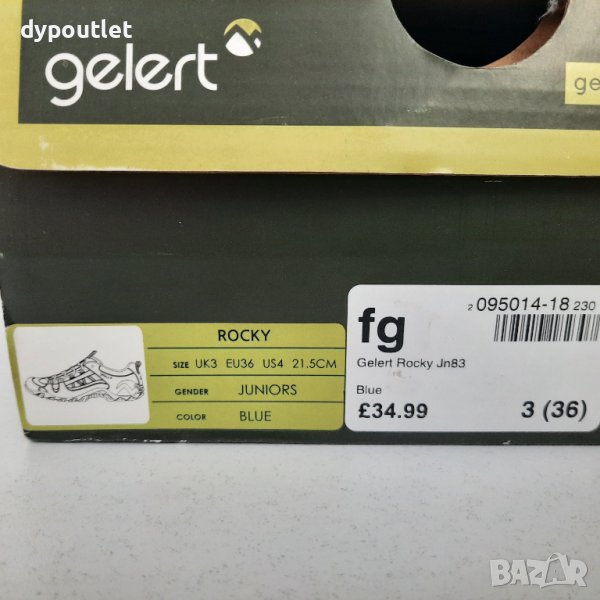 dypoutlet
gelert
ge
ROCKY
SIZE UK3 EU36 US4 21.5CM
GENDER JUNIORS
COLOR BLUE
fg
2 095014-18 230
Gelert Rocky Jn83
Blue
£34.99
3 (36)
BAZAR